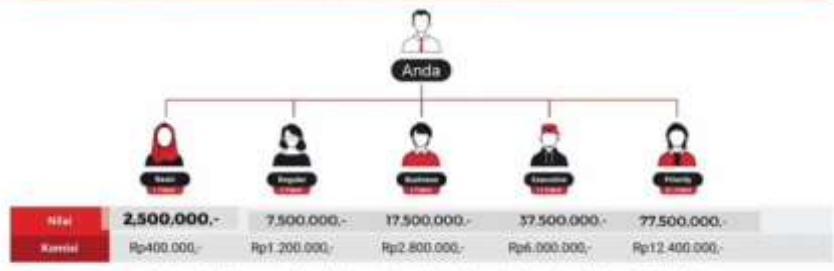 Anda
Basic
Regular
Business
Executive
Priority
Nilai 2,500,000,- 7.500.000,- 17.500.000,- 37.500.000,- 77.500.000,-
Komisi Rp400.000,- Rp1.200.000,- Rp2.800.000,- Rp6.000.000,- Rp12.400.000,-